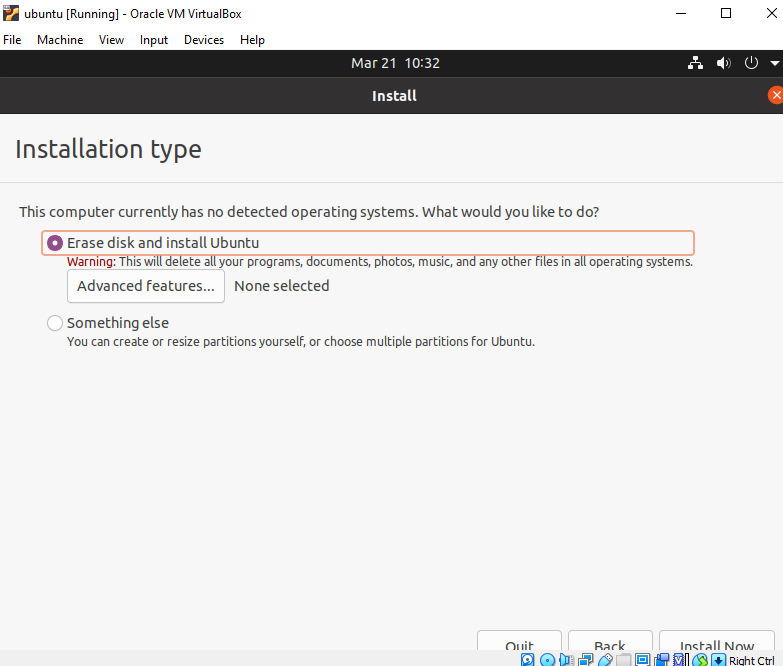 ubuntu [Running] - Oracle VM VirtualBox
File Machine View Input Devices Help
Mar 21 10:32
Install
Installation type
This computer currently has no detected operating systems. What would you like to do?
Erase disk and install Ubuntu
Warning: This will delete all your programs, documents, photos, music, and any other files in all operating systems.
Advanced features... None selected
Something else
You can create or resize partitions yourself, or choose multiple partitions for Ubuntu.
Quit Back Install Now
Right Ctrl